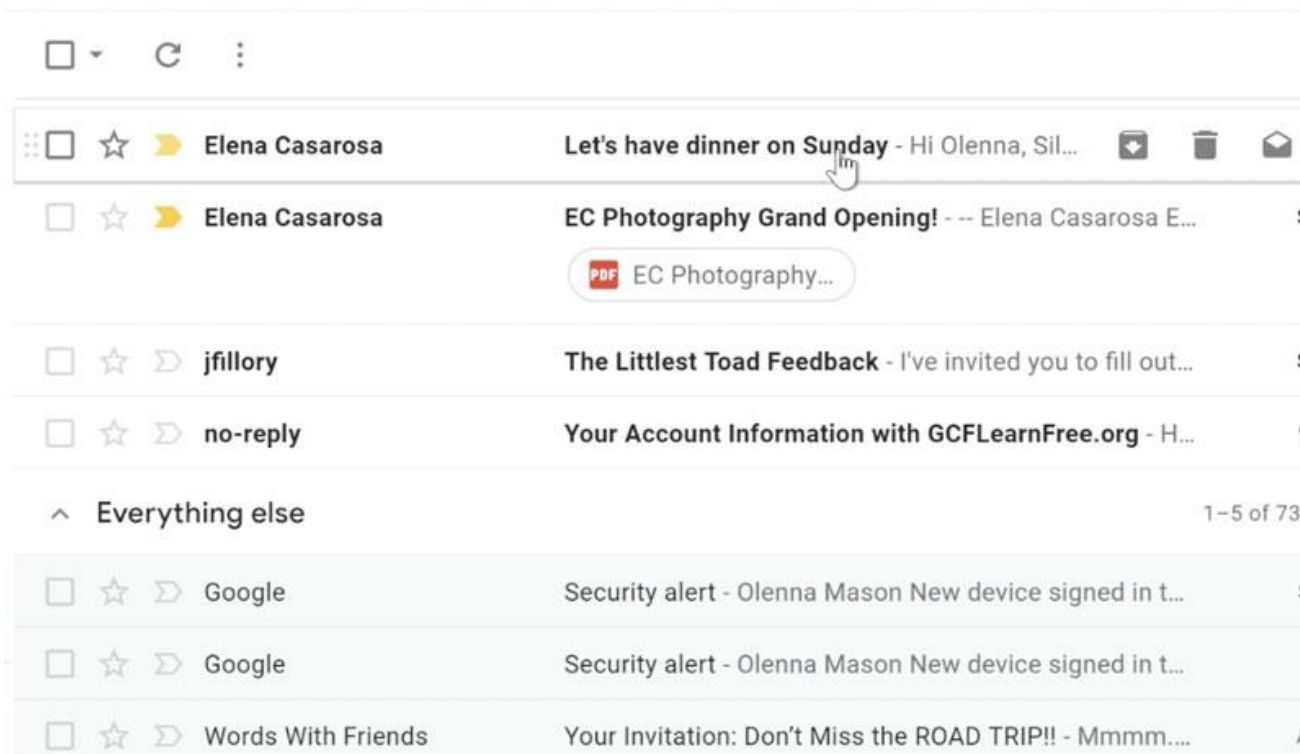 Elena Casarosa Let's have dinner on Sunday - Hi Olenna, Sil...
Elena Casarosa EC Photography Grand Opening! - -- Elena Casarosa E...
PDF EC Photography...
jfillory The Littlest Toad Feedback - I've invited you to fill out...
no-reply Your Account Information with GCFLearnFree.org - H...
Everything else 1–5 of 73
Google Security alert - Olenna Mason New device signed in t...
Google Security alert - Olenna Mason New device signed in t...
Words With Friends Your Invitation: Don’t Miss the ROAD TRIP!! - Mmmm....